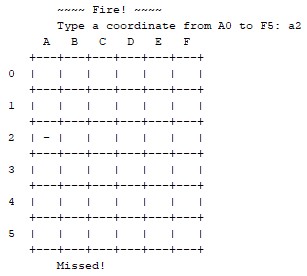 ~~~~ Fire! ~~~~
Type a coordinate from A0 to F5: a2
A B C D E F
+---+---+---+---+---+---+
0 | | | | | | |
+---+---+---+---+---+---+
1 | | | | | | |
+---+---+---+---+---+---+
2 | - | | | | | |
+---+---+---+---+---+---+
3 | | | | | | |
+---+---+---+---+---+---+
4 | | | | | | |
+---+---+---+---+---+---+
5 | | | | | | |
+---+---+---+---+---+---+
Missed!